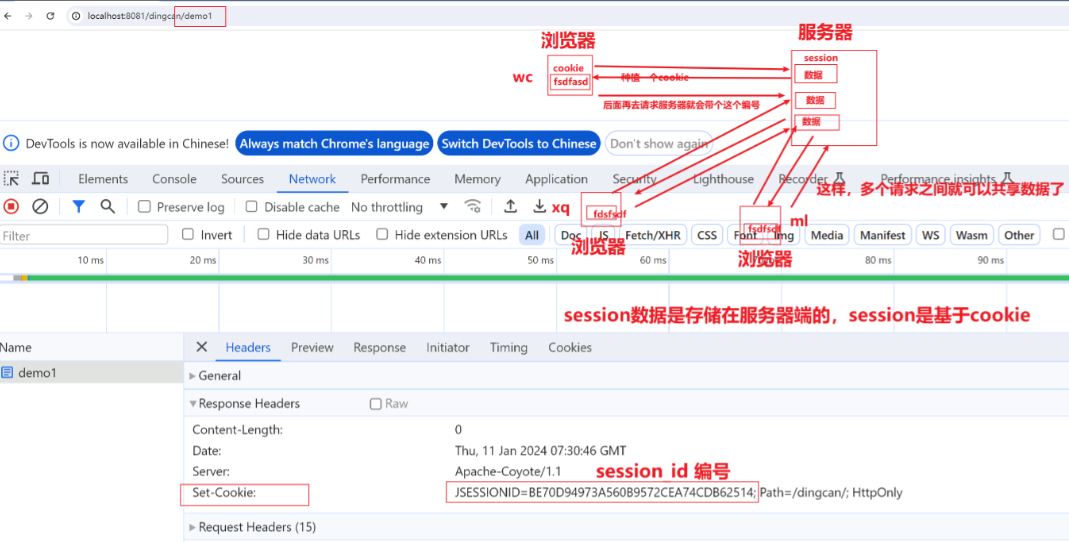 localhost:8081/dingcan/demo1
浏览器
服务器
wc
cookie
fsdfasd
种植一个cookie
session
数据
后面再去请求服务器就会带个这个编号
数据
数据
DevTools is now available in Chinese!
Always match Chrome's language
Switch DevTools to Chinese
Don't show again
Elements
Console
Sources
Network
Performance
Memory
Application
Security
Lighthouse
Recorder
Performance insights
这样，多个请求之间就可以共享数据了
Preserve log
Disable cache
No throttling
xq
fdsfsdf
浏览器
ml
fsdfsdf
浏览器
Filter
Invert
Hide data URLs
Hide extension URLs
All
Doc
JS
Fetch/XHR
CSS
Font
Img
Media
Manifest
WS
Wasm
Other
10 ms
20 ms
30 ms
40 ms
50 ms
60 ms
80 ms
90 ms
session数据是存储在服务器端的，session是基于cookie
Name
Headers
Preview
Response
Initiator
Timing
Cookies
demo1
General
Response Headers
Raw
Content-Length:
0
Date:
Thu, 11 Jan 2024 07:30:46 GMT
Server:
Apache-Coyote/1.1
session_id 编号
Set-Cookie:
JSESSIONID=BE70D94973A560B9572CEA74CDB62514; Path=/dingcan/; HttpOnly
Request Headers (15)